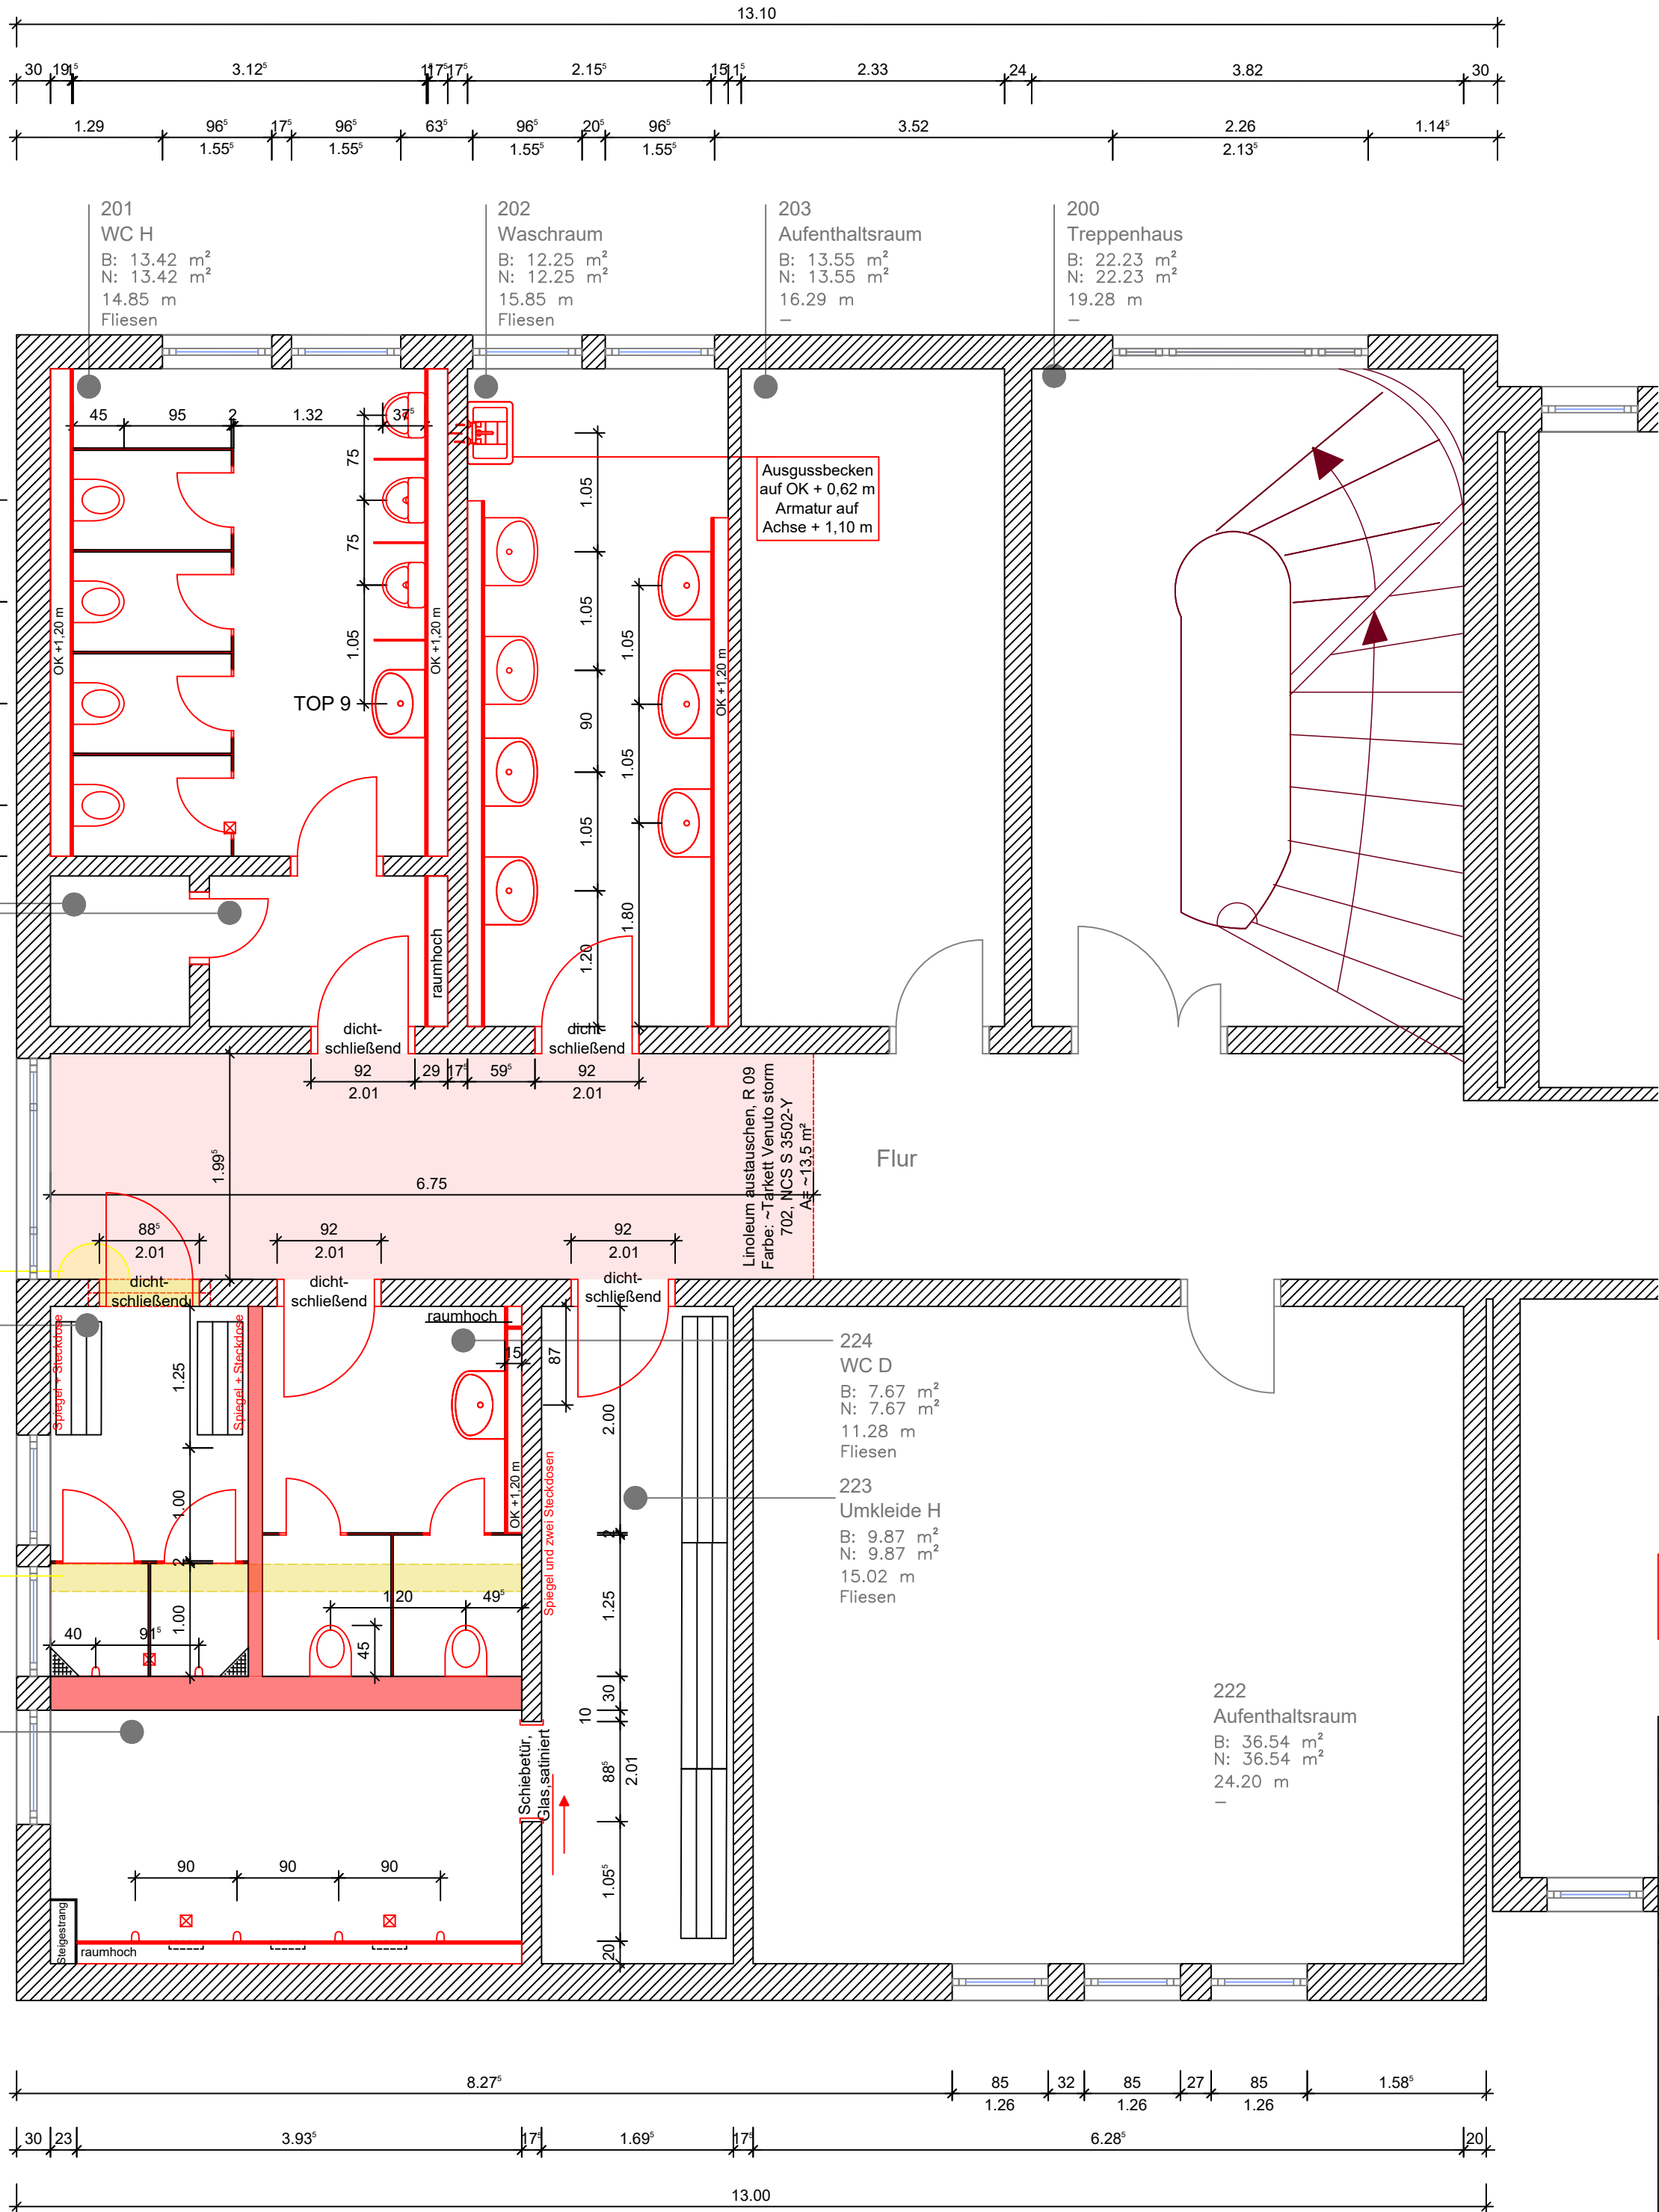 13.10
30 19⁵ 1⁵ 3.12⁵ 1⁵ 17⁵ 17⁵ 2.15⁵ 15 11⁵ 2.33 24 3.82 30
1.29 96⁵ 17⁵ 96⁵ 63⁵ 96⁵ 20⁵ 96⁵ 3.52 2.26 1.14⁵
1.55⁵ 1.55⁵ 1.55⁵ 1.55⁵ 2.13⁵
201
WC H
B: 13.42 m²
N: 13.42 m²
14.85 m
Fliesen
202
Waschraum
B: 12.25 m²
N: 12.25 m²
15.85 m
Fliesen
203
Aufenthaltsraum
B: 13.55 m²
N: 13.55 m²
16.29 m
–
200
Treppenhaus
B: 22.23 m²
N: 22.23 m²
19.28 m
–
45 95 2 1.32 37⁵
75
75
1.05
OK +1,20 m
OK +1,20 m
TOP 9
Ausgussbecken
auf OK + 0,62 m
Armatur auf
Achse + 1,10 m
1.05
1.05
90
1.05
1.20
1.05
1.05
1.80
OK +1,20 m
raumhoch
dicht-
schließend
dicht-
schließend
92 29 17⁵ 59⁵ 92
2.01 2.01
1.99⁵
6.75
Linoleum austauschen, R 09
Farbe: ~Tarkett Venuto storm
702, NCS S 3502-Y
A= ~13.5 m²
Flur
88⁵ 92 92
2.01 2.01 2.01
dicht-
schließend
dicht-
schließend
dicht-
schließend
Spiegel + Steckdose
Spiegel + Steckdose
1.25
1.00
2
1.00
40 91⁵
raumhoch
15
87
OK +1,20 m
Spiegel und zwei Steckdosen
1.20 49⁵
45
2.00
2
1.25
30
10
88⁵
2.01
1.05⁵
20
224
WC D
B: 7.67 m²
N: 7.67 m²
11.28 m
Fliesen
223
Umkleide H
B: 9.87 m²
N: 9.87 m²
15.02 m
Fliesen
222
Aufenthaltsraum
B: 36.54 m²
N: 36.54 m²
24.20 m
–
Schiebetür,
Glas,satiniert
90 90 90
Steigestrang
raumhoch
8.27⁵ 85 32 85 27 85 1.58⁵
1.26 1.26 1.26
30 23 3.93⁵ 17⁵ 1.69⁵ 17⁵ 6.28⁵ 20
13.00